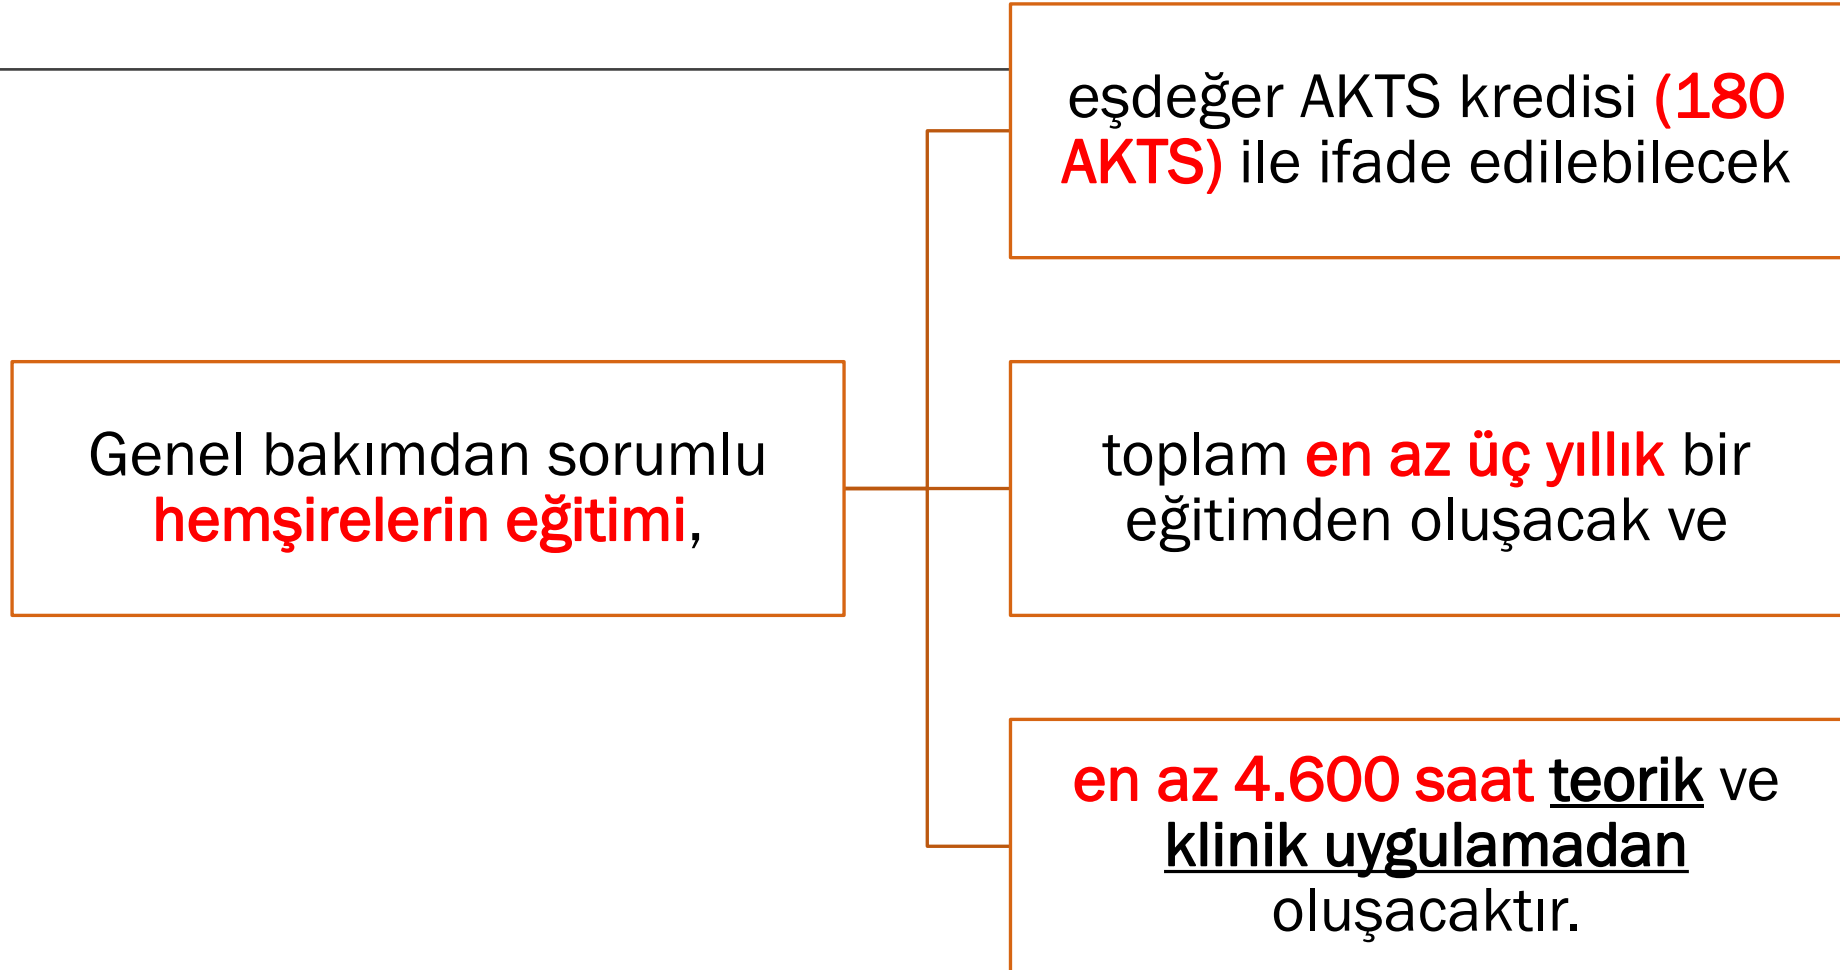 Genel bakımdan sorumlu
hemşirelerin eğitimi,
eşdeğer AKTS kredisi (180
AKTS) ile ifade edilebilecek
toplam en az üç yıllık bir
eğitimden oluşacak ve
en az 4.600 saat teorik ve
klinik uygulamadan
oluşacaktır.